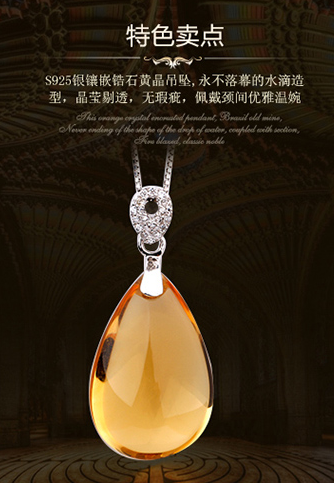 特色卖点
S925银镶嵌锆石黄晶吊坠,永不落幕的水滴造
型，晶莹剔透，无瑕疵，佩戴颈间优雅温婉
This orange crystal encrusted pendant, Brazil old mine,
Never ending of the shape of the drop of water, coupled with section,
Fire blazed, classic noble